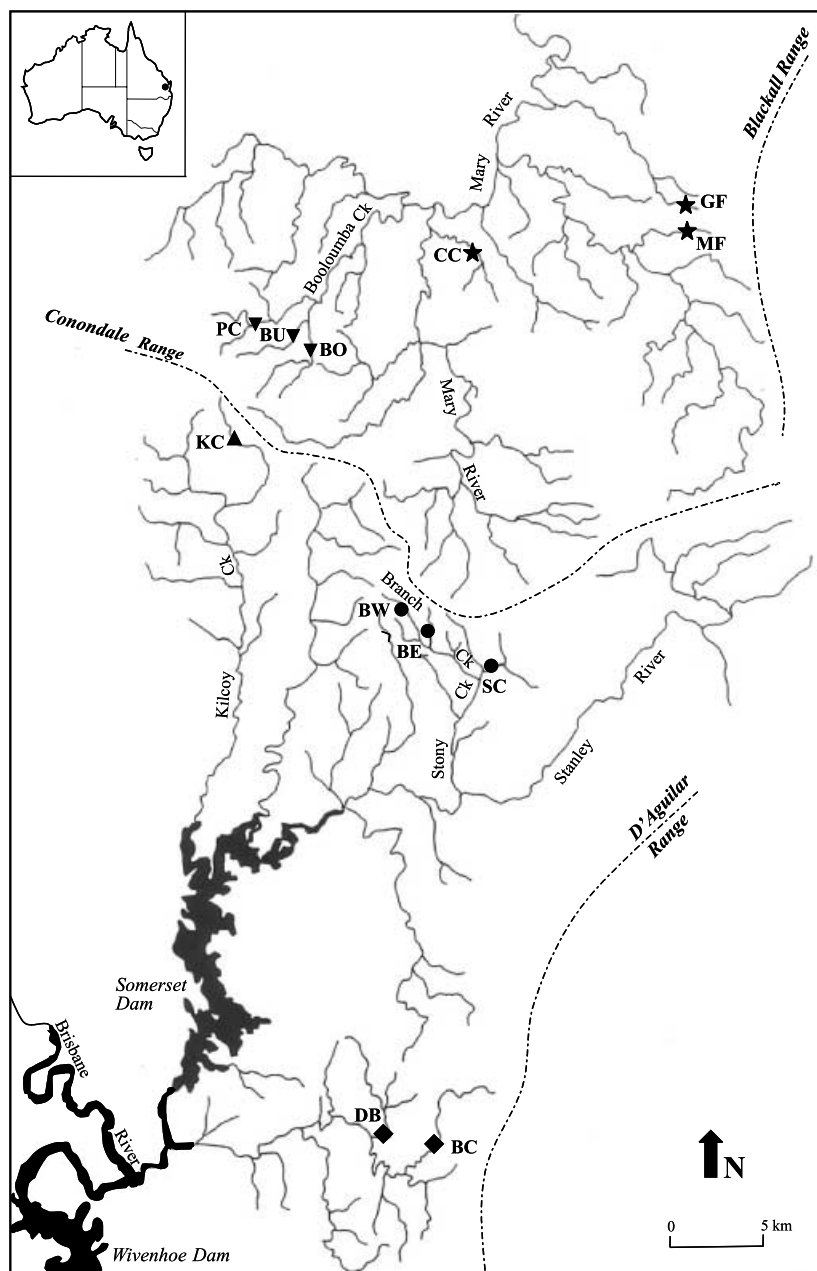 Blackall Range
River
Mary
GF
MF
CC
Booloumba Ck
PC
BU
BO
Conondale Range
Mary
KC
River
Ck
Branch
BW
BE
Ck
SC
Ck
Kilcoy
River
Stony
Stanley
D'Aguilar
Range
Somerset
Dam
Brisbane
River
DB
BC
N
0 5 km
Wivenhoe Dam